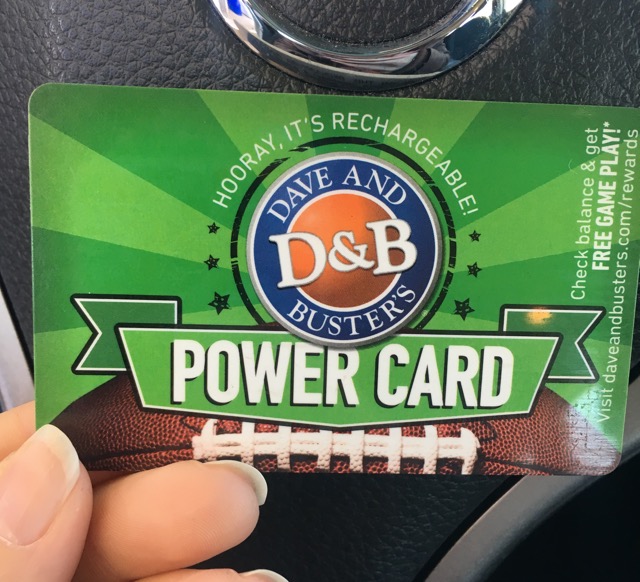 HOORAY, IT'S RECHARGEABLE!
DAVE AND
D&B
BUSTER'S
POWER CARD
Check balance & get
FREE GAME PLAY!*
Visit daveandbusters.com/rewards